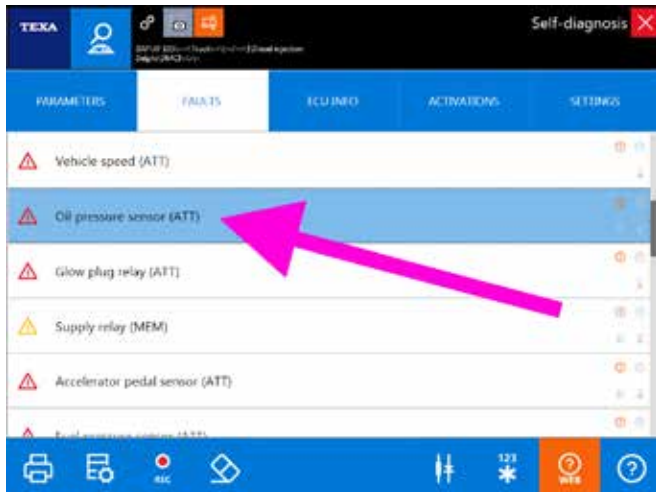 TEXA
Self-diagnosis
PARAMETERS
FAULTS
ECU INFO
ACTIVATIONS
SETTINGS
Vehicle speed (ATT)
Oil pressure sensor (ATT)
Glow plug relay (ATT)
Supply relay (MEM)
Accelerator pedal sensor (ATT)
REC
123
WEB